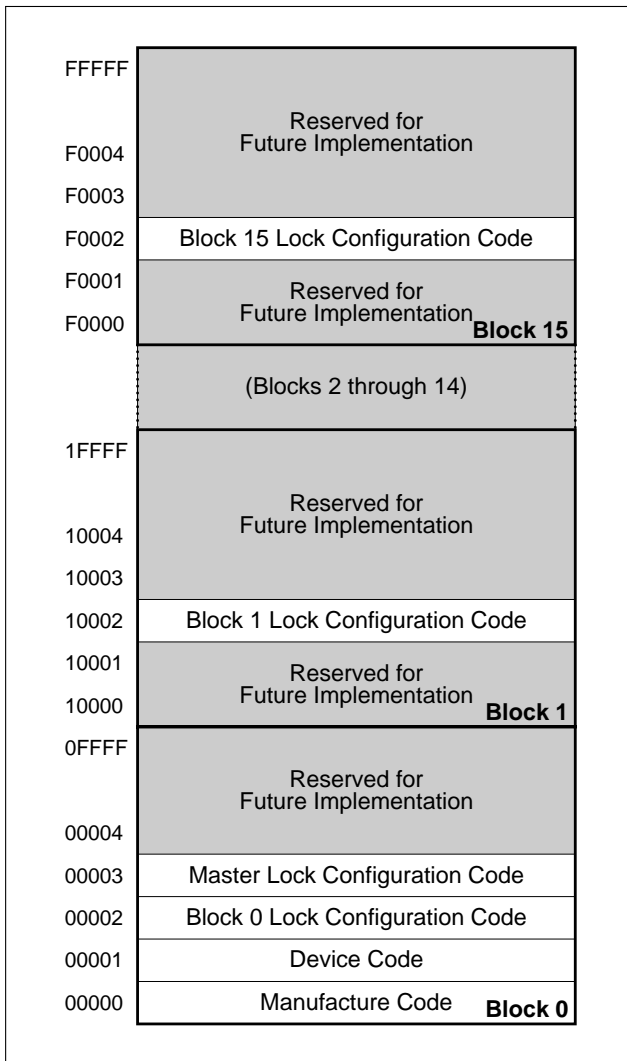 FFFFF
Reserved for
Future Implementation
F0004
F0003
F0002 Block 15 Lock Configuration Code
F0001
Reserved for
Future Implementation
F0000
Block 15
(Blocks 2 through 14)
1FFFF
Reserved for
Future Implementation
10004
10003
10002 Block 1 Lock Configuration Code
10001
Reserved for
Future Implementation
10000
Block 1
0FFFF
Reserved for
Future Implementation
00004
00003 Master Lock Configuration Code
00002 Block 0 Lock Configuration Code
00001 Device Code
00000 Manufacture Code Block 0